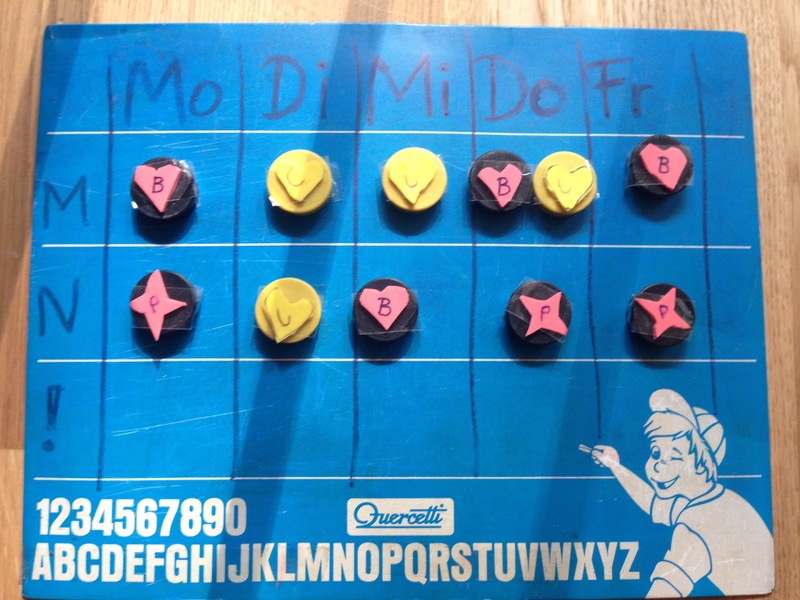 Mo Di Mi Do Fr
M B U U B U B
N P U B P P
!
1234567890
Quercetti
ABCDEFGHIJKLMNOPQRSTUVWXYZ